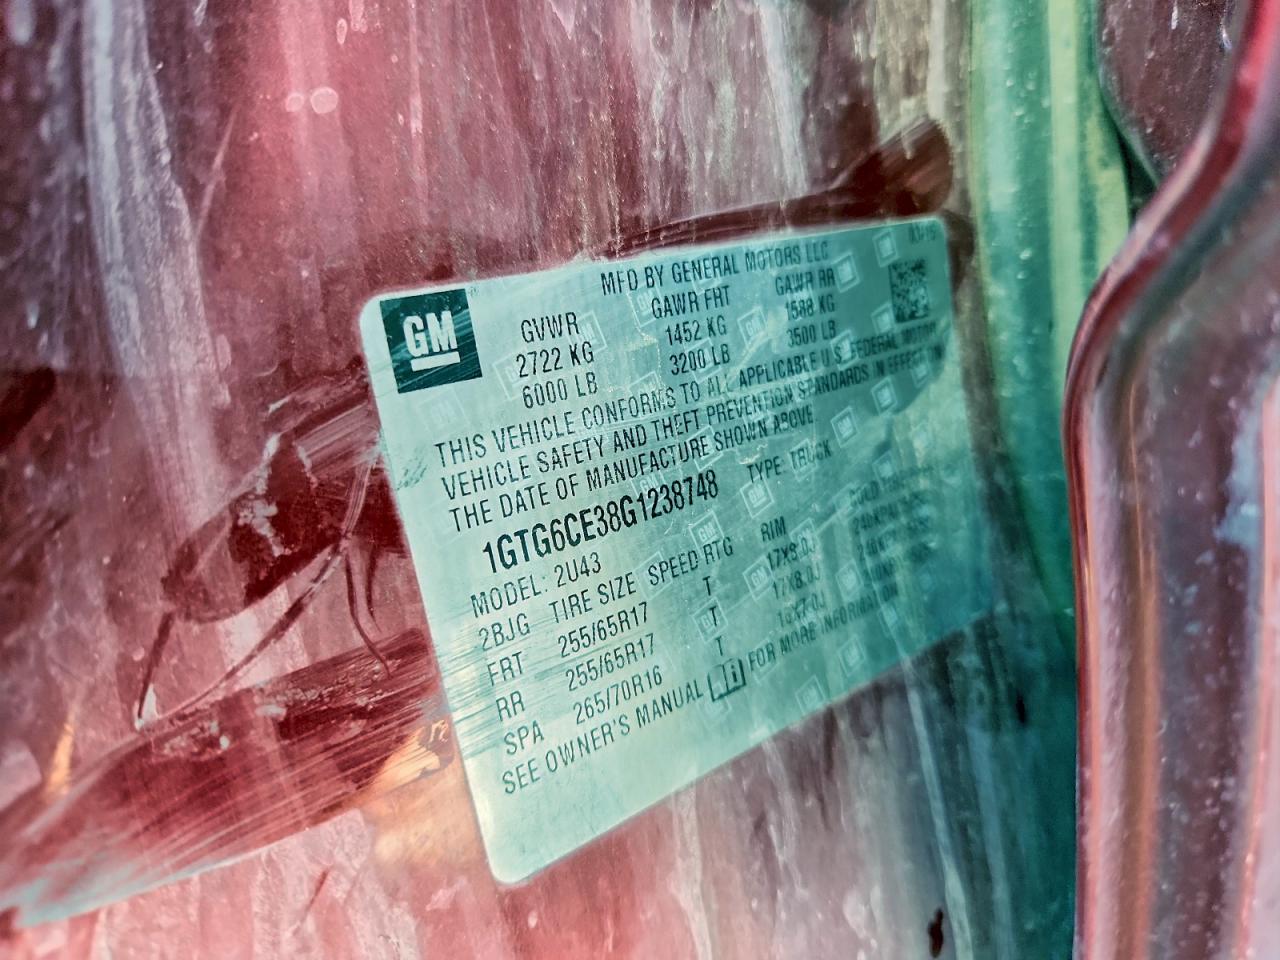 MFD BY GENERAL MOTORS LLC
GM
GVWR GAWR FRT GAWR RR
2722 KG 1452 KG 1588 KG
6000 LB 3200 LB 3500 LB
THIS VEHICLE CONFORMS TO ALL APPLICABLE U.S. FEDERAL MOTOR
VEHICLE SAFETY AND THEFT PREVENTION STANDARDS IN EFFECT ON
THE DATE OF MANUFACTURE SHOWN ABOVE
1GTG6CE38G1238748 TYPE: TRUCK
MODEL: 2U43
2BJG TIRE SIZE SPEED RTG RIM
FRT 255/65R17 T 17X8.0J 240KPA
RR 255/65R17 T 17X8.0J 240KPA
SPA 265/70R16 T 16X7.0J
SEE OWNER'S MANUAL FOR MORE INFORMATION